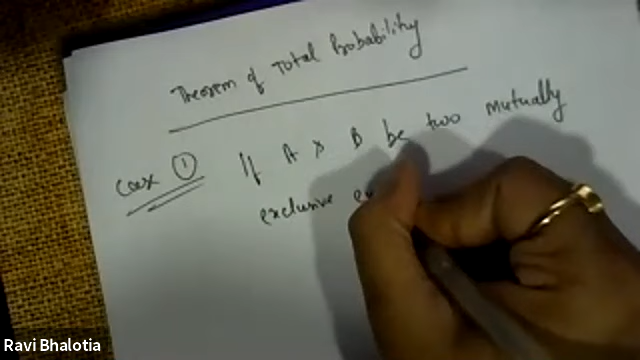 Theorem of Total Probability
Case ① If A & B be two mutually
exclusive
Ravi Bhalotia